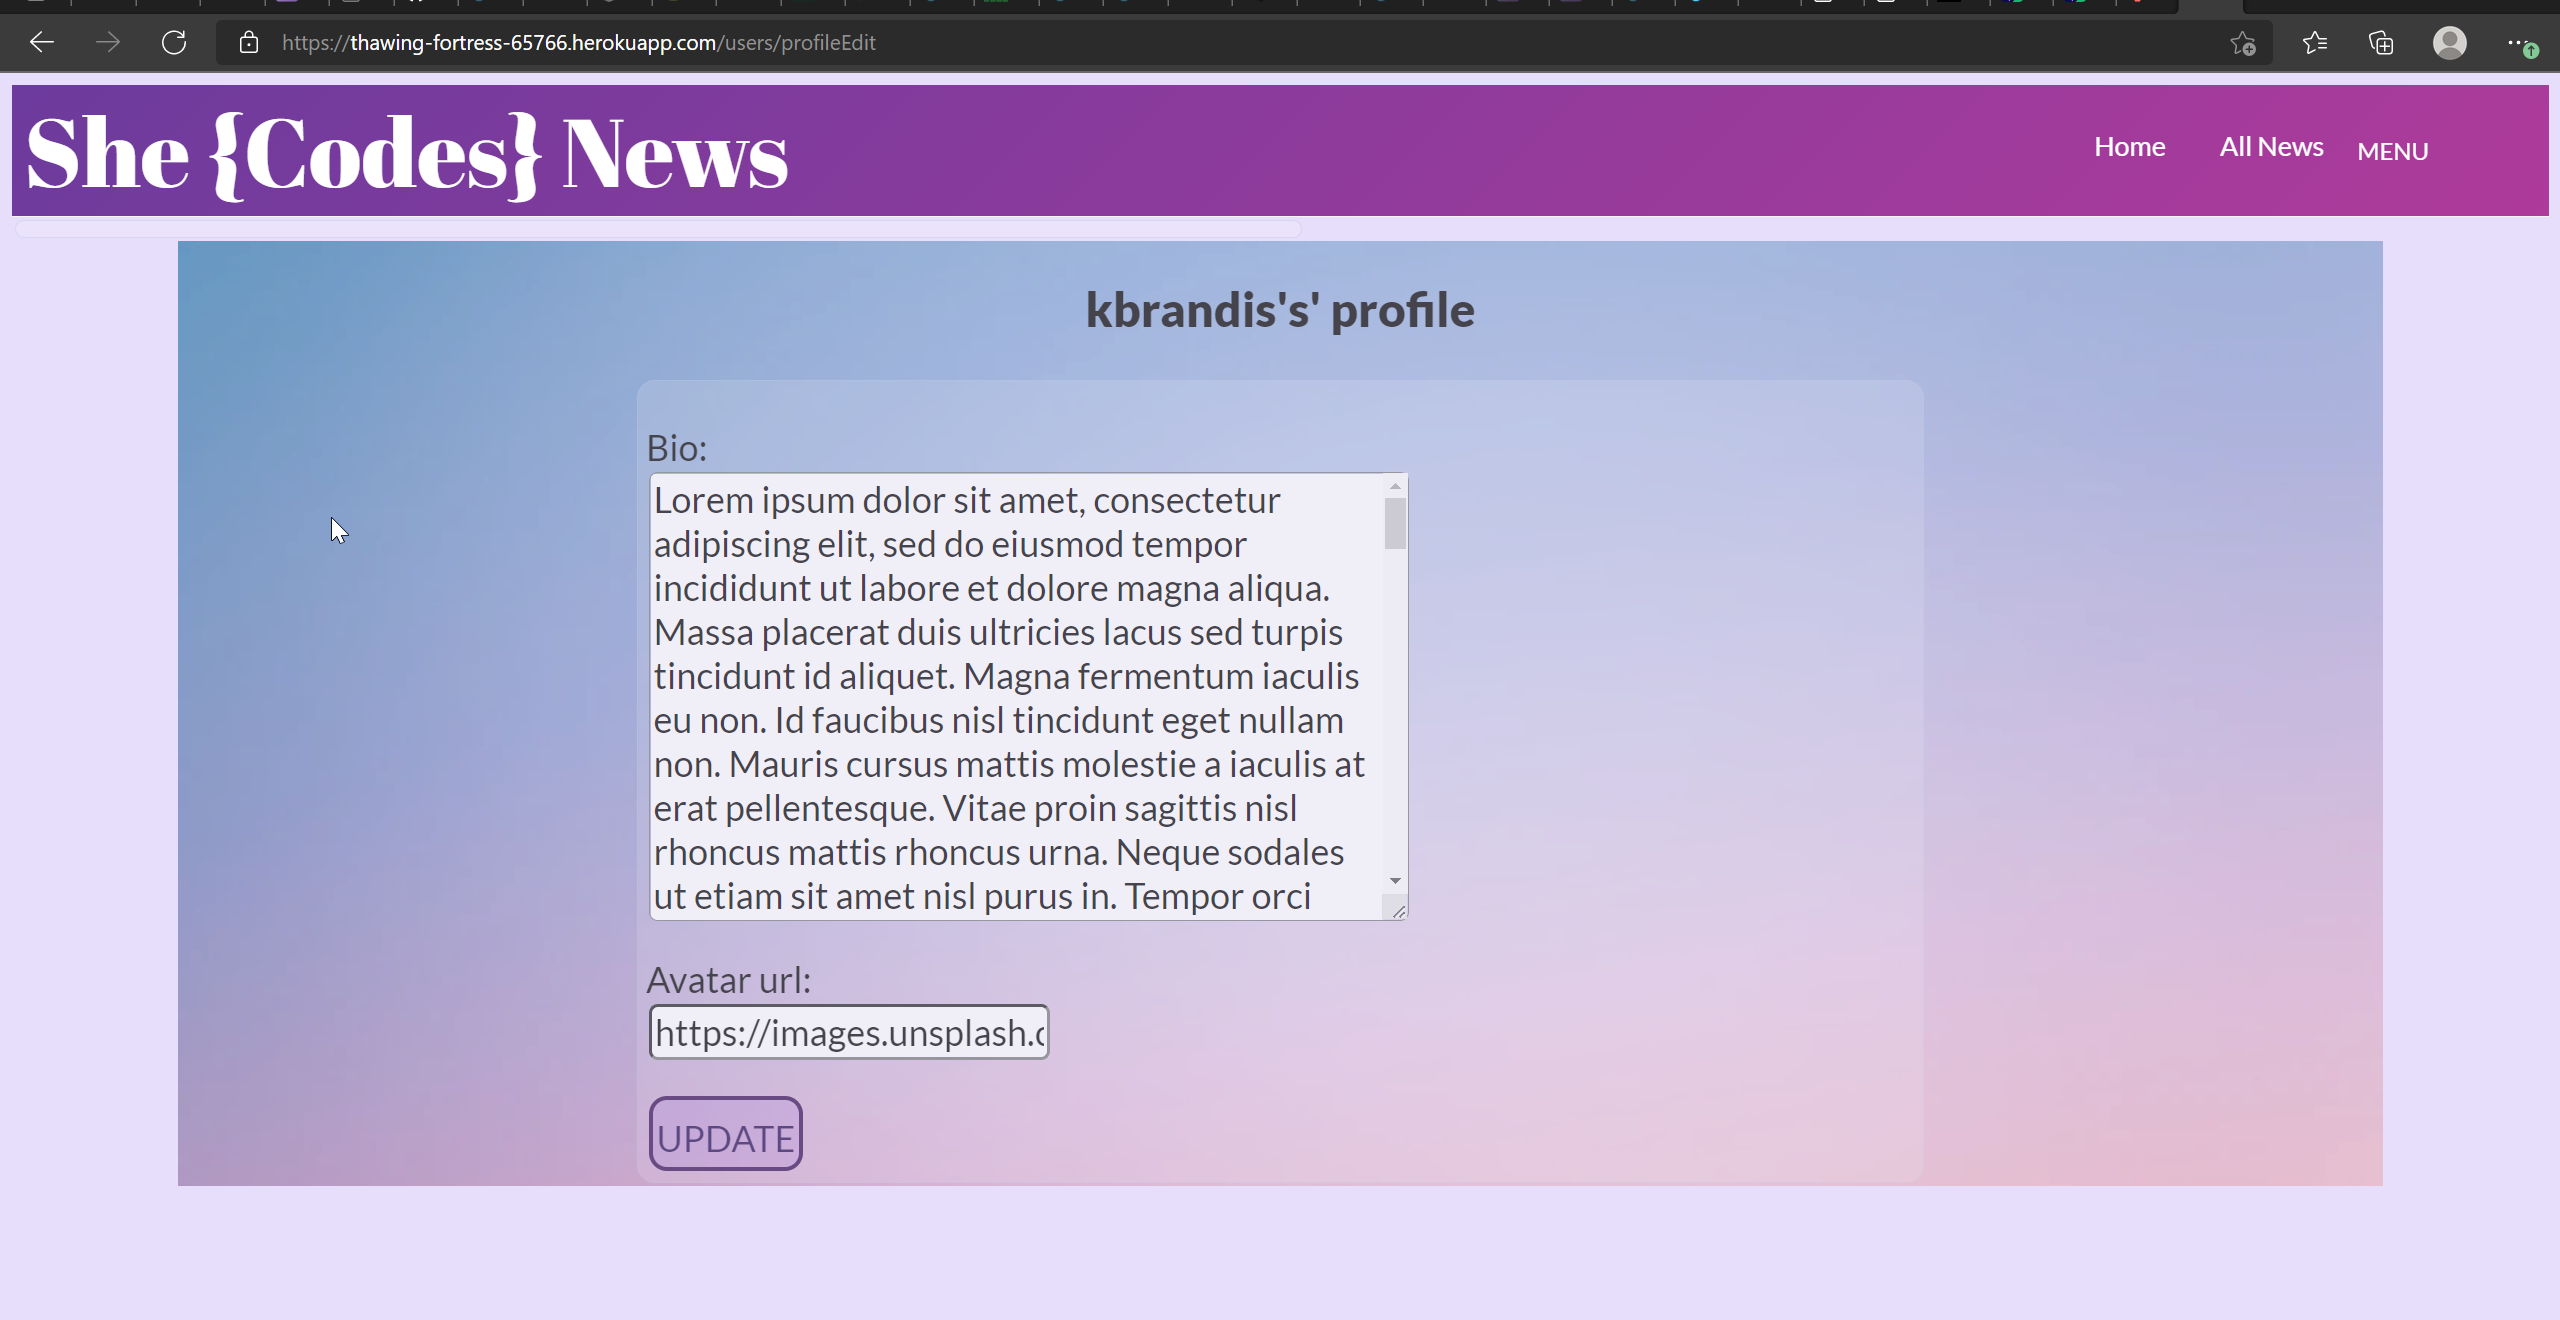 https://thawing-fortress-65766.herokuapp.com/users/profileEdit
She {Codes} News
Home
All News
MENU
kbrandis's' profile
Bio:
Lorem ipsum dolor sit amet, consectetur
adipiscing elit, sed do eiusmod tempor
incididunt ut labore et dolore magna aliqua.
Massa placerat duis ultricies lacus sed turpis
tincidunt id aliquet. Magna fermentum iaculis
eu non. Id faucibus nisl tincidunt eget nullam
non. Mauris cursus mattis molestie a iaculis at
erat pellentesque. Vitae proin sagittis nisl
rhoncus mattis rhoncus urna. Neque sodales
ut etiam sit amet nisl purus in. Tempor orci
Avatar url:
https://images.unsplash.c
UPDATE